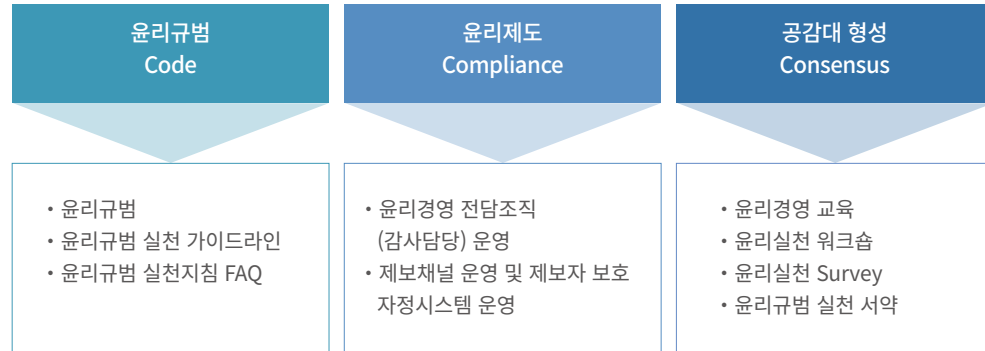 윤리규범
Code
• 윤리규범
• 윤리규범 실천 가이드라인
• 윤리규범 실천지침 FAQ
윤리제도
Compliance
• 윤리경영 전담조직
(감사담당) 운영
• 제보채널 운영 및 제보자 보호
자정시스템 운영
공감대 형성
Consensus
• 윤리경영 교육
• 윤리실천 워크숍
• 윤리실천 Survey
• 윤리규범 실천 서약